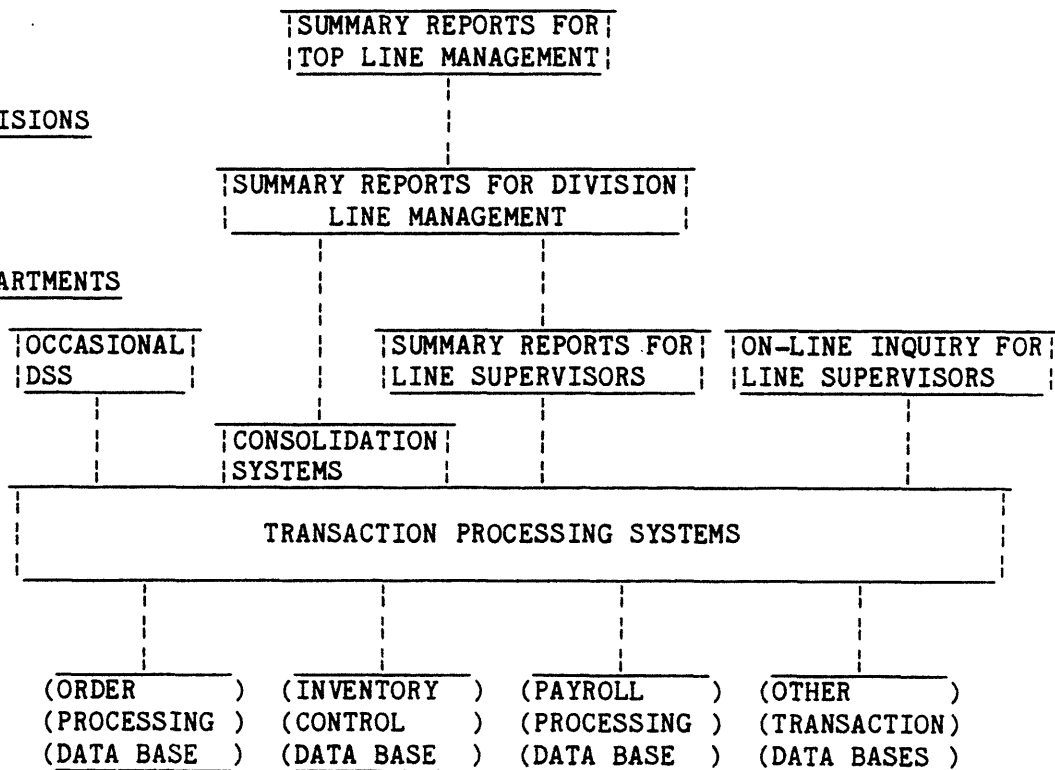 SUMMARY REPORTS FOR
TOP LINE MANAGEMENT
ISIONS
SUMMARY REPORTS FOR DIVISION
LINE MANAGEMENT
ARTMENTS
OCCASIONAL
DSS
SUMMARY REPORTS FOR
LINE SUPERVISORS
ON-LINE INQUIRY FOR
LINE SUPERVISORS
CONSOLIDATION
SYSTEMS
TRANSACTION PROCESSING SYSTEMS
(ORDER )
(PROCESSING )
(DATA BASE )
(INVENTORY )
(CONTROL )
(DATA BASE )
(PAYROLL )
(PROCESSING )
(DATA BASE )
(OTHER )
(TRANSACTION)
(DATA BASES )